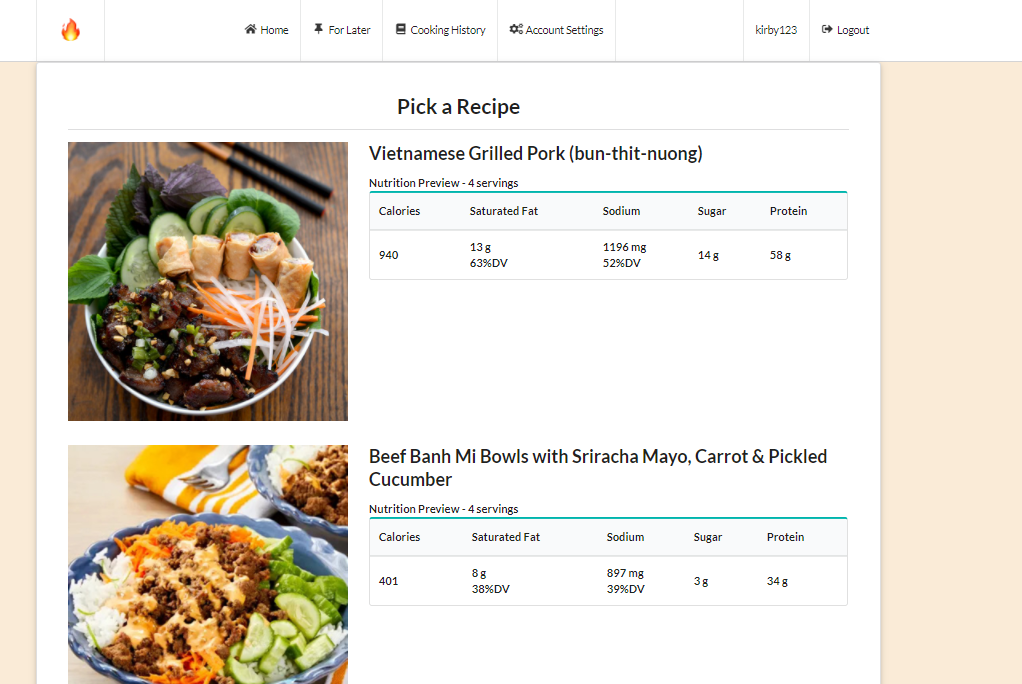 Home
For Later
Cooking History
Account Settings
kirby123
Logout
Pick a Recipe
Vietnamese Grilled Pork (bun-thit-nuong)
Nutrition Preview - 4 servings
Calories Saturated Fat Sodium Sugar Protein
940 13 g 1196 mg 14 g 58 g
63%DV 52%DV
Beef Banh Mi Bowls with Sriracha Mayo, Carrot & Pickled
Cucumber
Nutrition Preview - 4 servings
Calories Saturated Fat Sodium Sugar Protein
401 8 g 897 mg 3 g 34 g
38%DV 39%DV